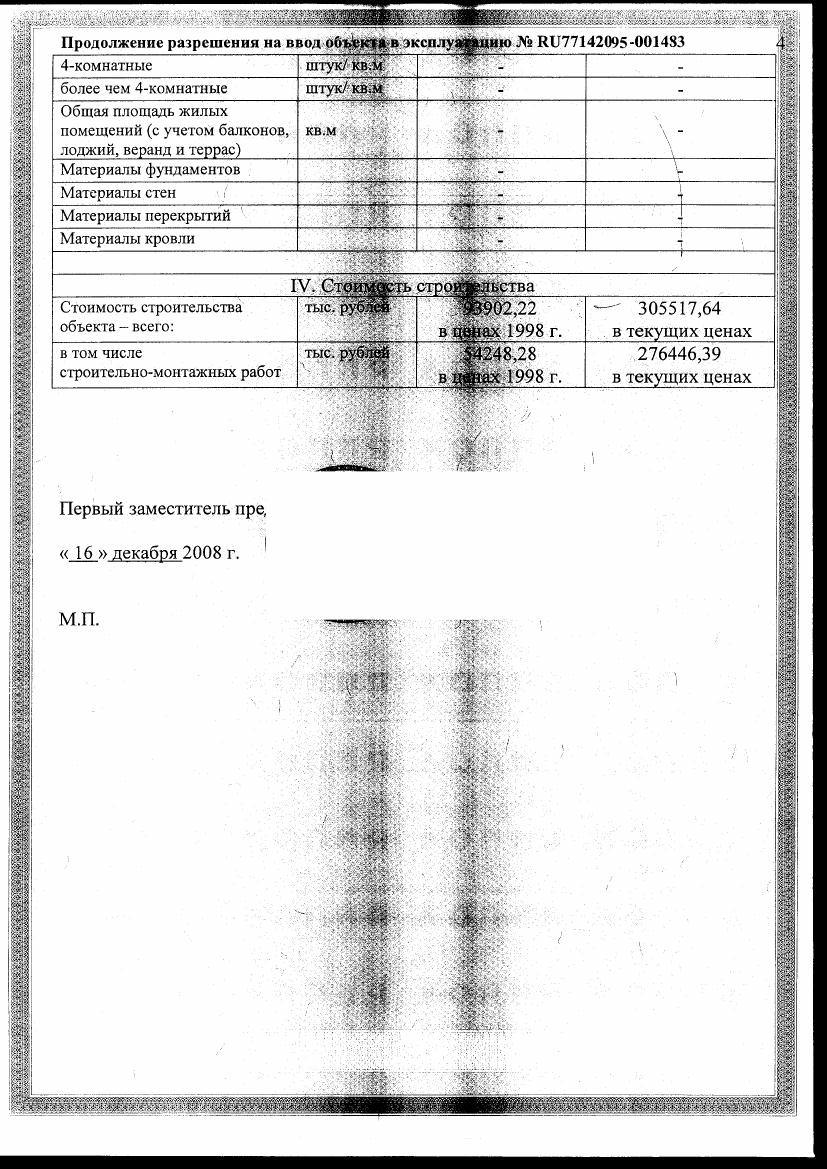 Продолжение разрешения на ввод объекта в эксплуатацию № RU77142095-001483
4
4-комнатные штук/ кв.м - -
более чем 4-комнатные штук/ кв.м - -
Общая площадь жилых
помещений (с учетом балконов, кв.м - -
лоджий, веранд и террас)
Материалы фундаментов - -
Материалы стен - -
Материалы перекрытий - -
Материалы кровли - -
IV. Стоимость строительства
Стоимость строительства тыс. рублей 93902,22 305517,64
объекта – всего: в ценах 1998 г. в текущих ценах
в том числе тыс. рублей 54248,28 276446,39
строительно-монтажных работ в ценах 1998 г. в текущих ценах
Первый заместитель пре
« 16 » декабря 2008 г.
М.П.